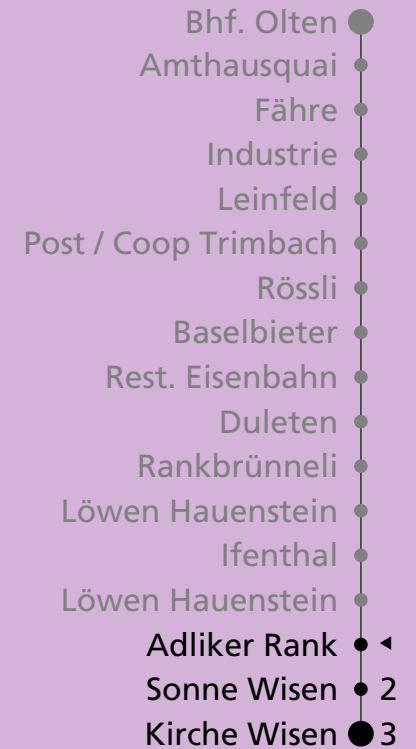 Bhf. Olten
Amthausquai
Fähre
Industrie
Leinfeld
Post / Coop Trimbach
Rössli
Baselbieter
Rest. Eisenbahn
Duleten
Rankbrünneli
Löwen Hauenstein
Ifenthal
Löwen Hauenstein
Adliker Rank
Sonne Wisen 2
Kirche Wisen 3